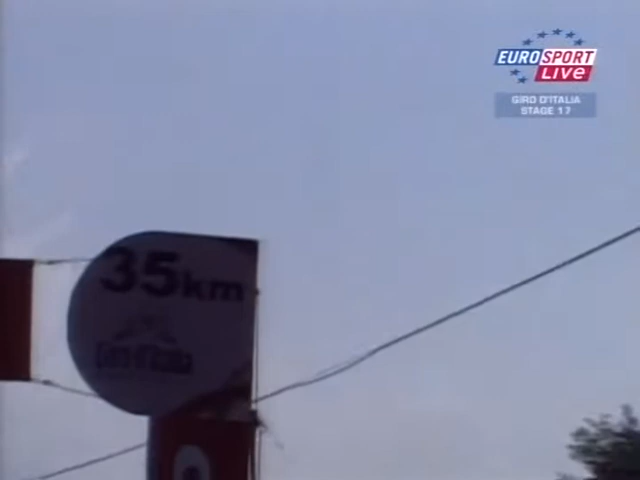 EUROSPORT
LIVE
GIRO D'ITALIA
STAGE 17
35km
Giro d'Italia